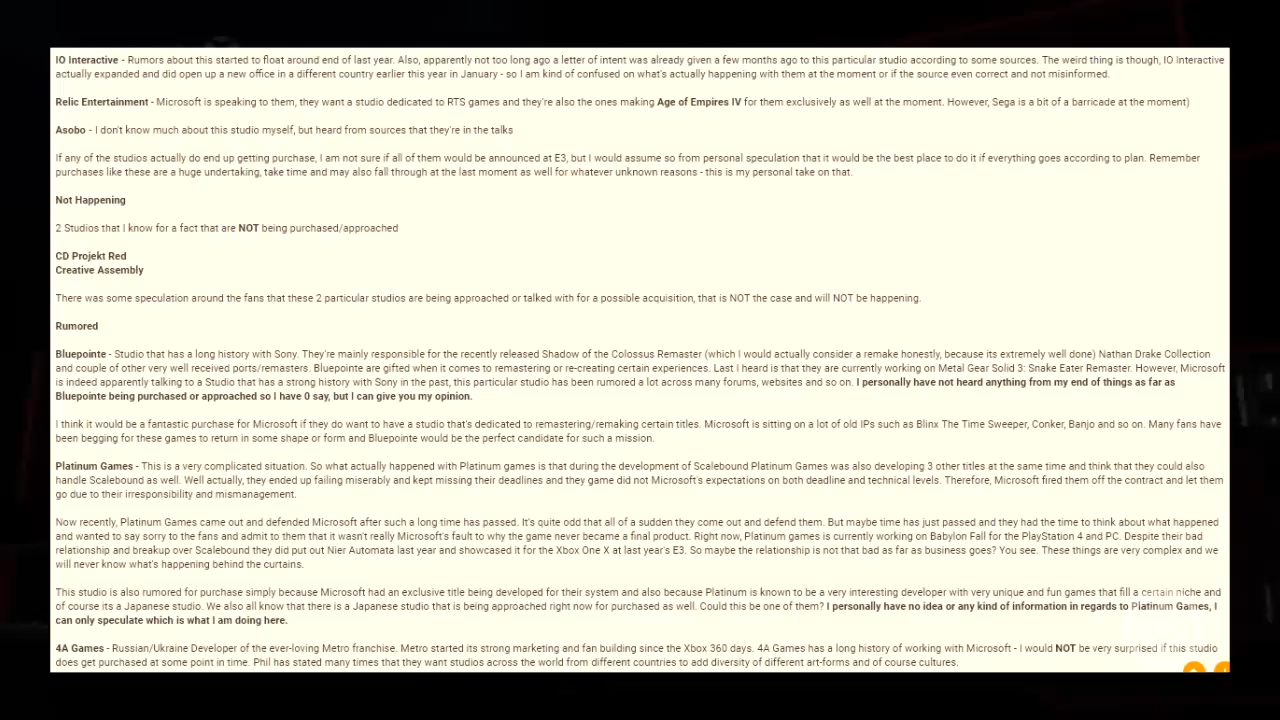 IO Interactive - Rumors about this started to float around end of last year. Also, apparently not too long ago a letter of intent was already given a few months ago to this particular studio according to some sources. The weird thing is though, IO Interactive
actually expanded and did open up a new office in a different country earlier this year in January - so I am kind of confused on what's actually happening with them at the moment or if the source even correct and not misinformed.
Relic Entertainment - Microsoft is speaking to them, they want a studio dedicated to RTS games and they're also the ones making Age of Empires IV for them exclusively as well at the moment. However, Sega is a bit of a barricade at the moment)
Asobo - I don't know much about this studio myself, but heard from sources that they're in the talks
If any of the studios actually do end up getting purchase, I am not sure if all of them would be announced at E3, but I would assume so from personal speculation that it would be the best place to do it if everything goes according to plan. Remember
purchases like these are a huge undertaking, take time and may also fall through at the last moment as well for whatever unknown reasons - this is my personal take on that.
Not Happening
2 Studios that I know for a fact that are NOT being purchased/approached
CD Projekt Red
Creative Assembly
There was some speculation around the fans that these 2 particular studios are being approached or talked with for a possible acquisition, that is NOT the case and will NOT be happening.
Rumored
Bluepointe - Studio that has a long history with Sony. They're mainly responsible for the recently released Shadow of the Colossus Remaster (which I would actually consider a remake honestly, because its extremely well done) Nathan Drake Collection
and couple of other very well received ports/remasters. Bluepointe are gifted when it comes to remastering or re-creating certain experiences. Last I heard is that they are currently working on Metal Gear Solid 3: Snake Eater Remaster. However, Microsoft
is indeed apparently talking to a Studio that has a strong history with Sony in the past, this particular studio has been rumored a lot across many forums, websites and so on. I personally have not heard anything from my end of things as far as
Bluepointe being purchased or approached so I have 0 say, but I can give you my opinion.
I think it would be a fantastic purchase for Microsoft if they do want to have a studio that's dedicated to remastering/remaking certain titles. Microsoft is sitting on a lot of old IPs such as Blinx The Time Sweeper, Conker, Banjo and so on. Many fans have
been begging for these games to return in some shape or form and Bluepointe would be the perfect candidate for such a mission.
Platinum Games - This is a very complicated situation. So what actually happened with Platinum games is that during the development of Scalebound Platinum Games was also developing 3 other titles at the same time and think that they could also
handle Scalebound as well. Well actually, they ended up failing miserably and kept missing their deadlines and they game did not Microsoft's expectations on both deadline and technical levels. Therefore, Microsoft fired them off the contract and let them
go due to their irresponsibility and mismanagement.
Now recently, Platinum Games came out and defended Microsoft after such a long time has passed. It's quite odd that all of a sudden they come out and defend them. But maybe time has just passed and they had the time to think about what happened
and wanted to say sorry to the fans and admit to them that it wasn't really Microsoft's fault to why the game never became a final product. Right now, Platinum games is currently working on Babylon Fall for the PlayStation 4 and PC. Despite their bad
relationship and breakup over Scalebound they did put out Nier Automata last year and showcased it for the Xbox One X at last year's E3. So maybe the relationship is not that bad as far as business goes? You see. These things are very complex and we
will never know what's happening behind the curtains.
This studio is also rumored for purchase simply because Microsoft had an exclusive title being developed for their system and also because Platinum is known to be a very interesting developer with very unique and fun games that fill a certain niche and
of course its a Japanese studio. We also all know that there is a Japanese studio that is being approached right now for purchased as well. Could this be one of them? I personally have no idea or any kind of information in regards to Platinum Games, I
can only speculate which is what I am doing here.
4A Games - Russian/Ukraine Developer of the ever-loving Metro franchise. Metro started its strong marketing and fan building since the Xbox 360 days. 4A Games has a long history of working with Microsoft - I would NOT be very surprised if this studio
does get purchased at some point in time. Phil has stated many times that they want studios across the world from different countries to add diversity of different art-forms and of course cultures.